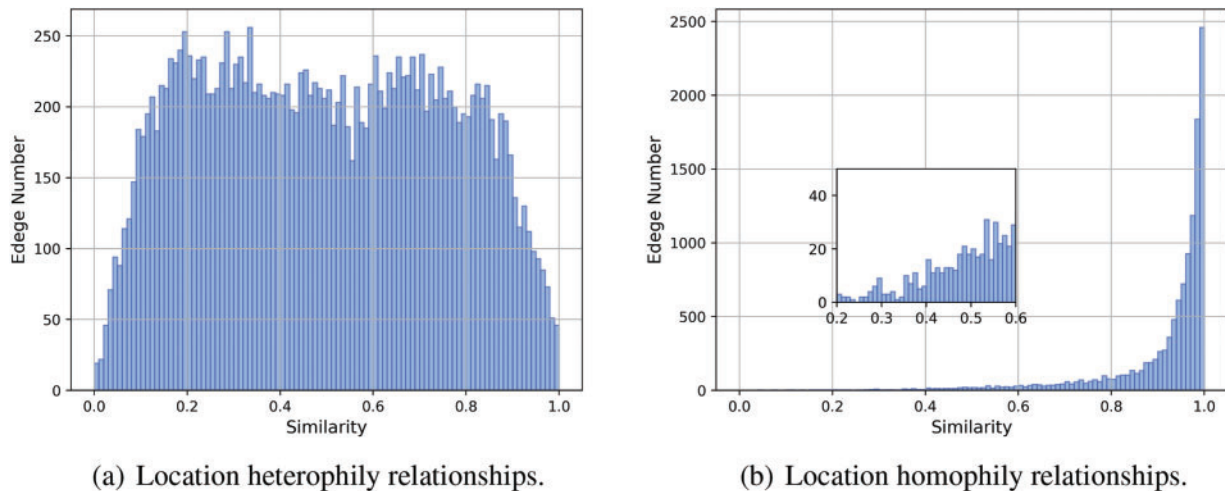 250
200
150
100
50
0
Edege Number
0.0 0.2 0.4 0.6 0.8 1.0
Similarity
(a) Location heterophily relationships.
2500
2000
1500
1000
500
0
Edege Number
40
20
0
0.2 0.3 0.4 0.5 0.6
0.0 0.2 0.4 0.6 0.8 1.0
Similarity
(b) Location homophily relationships.